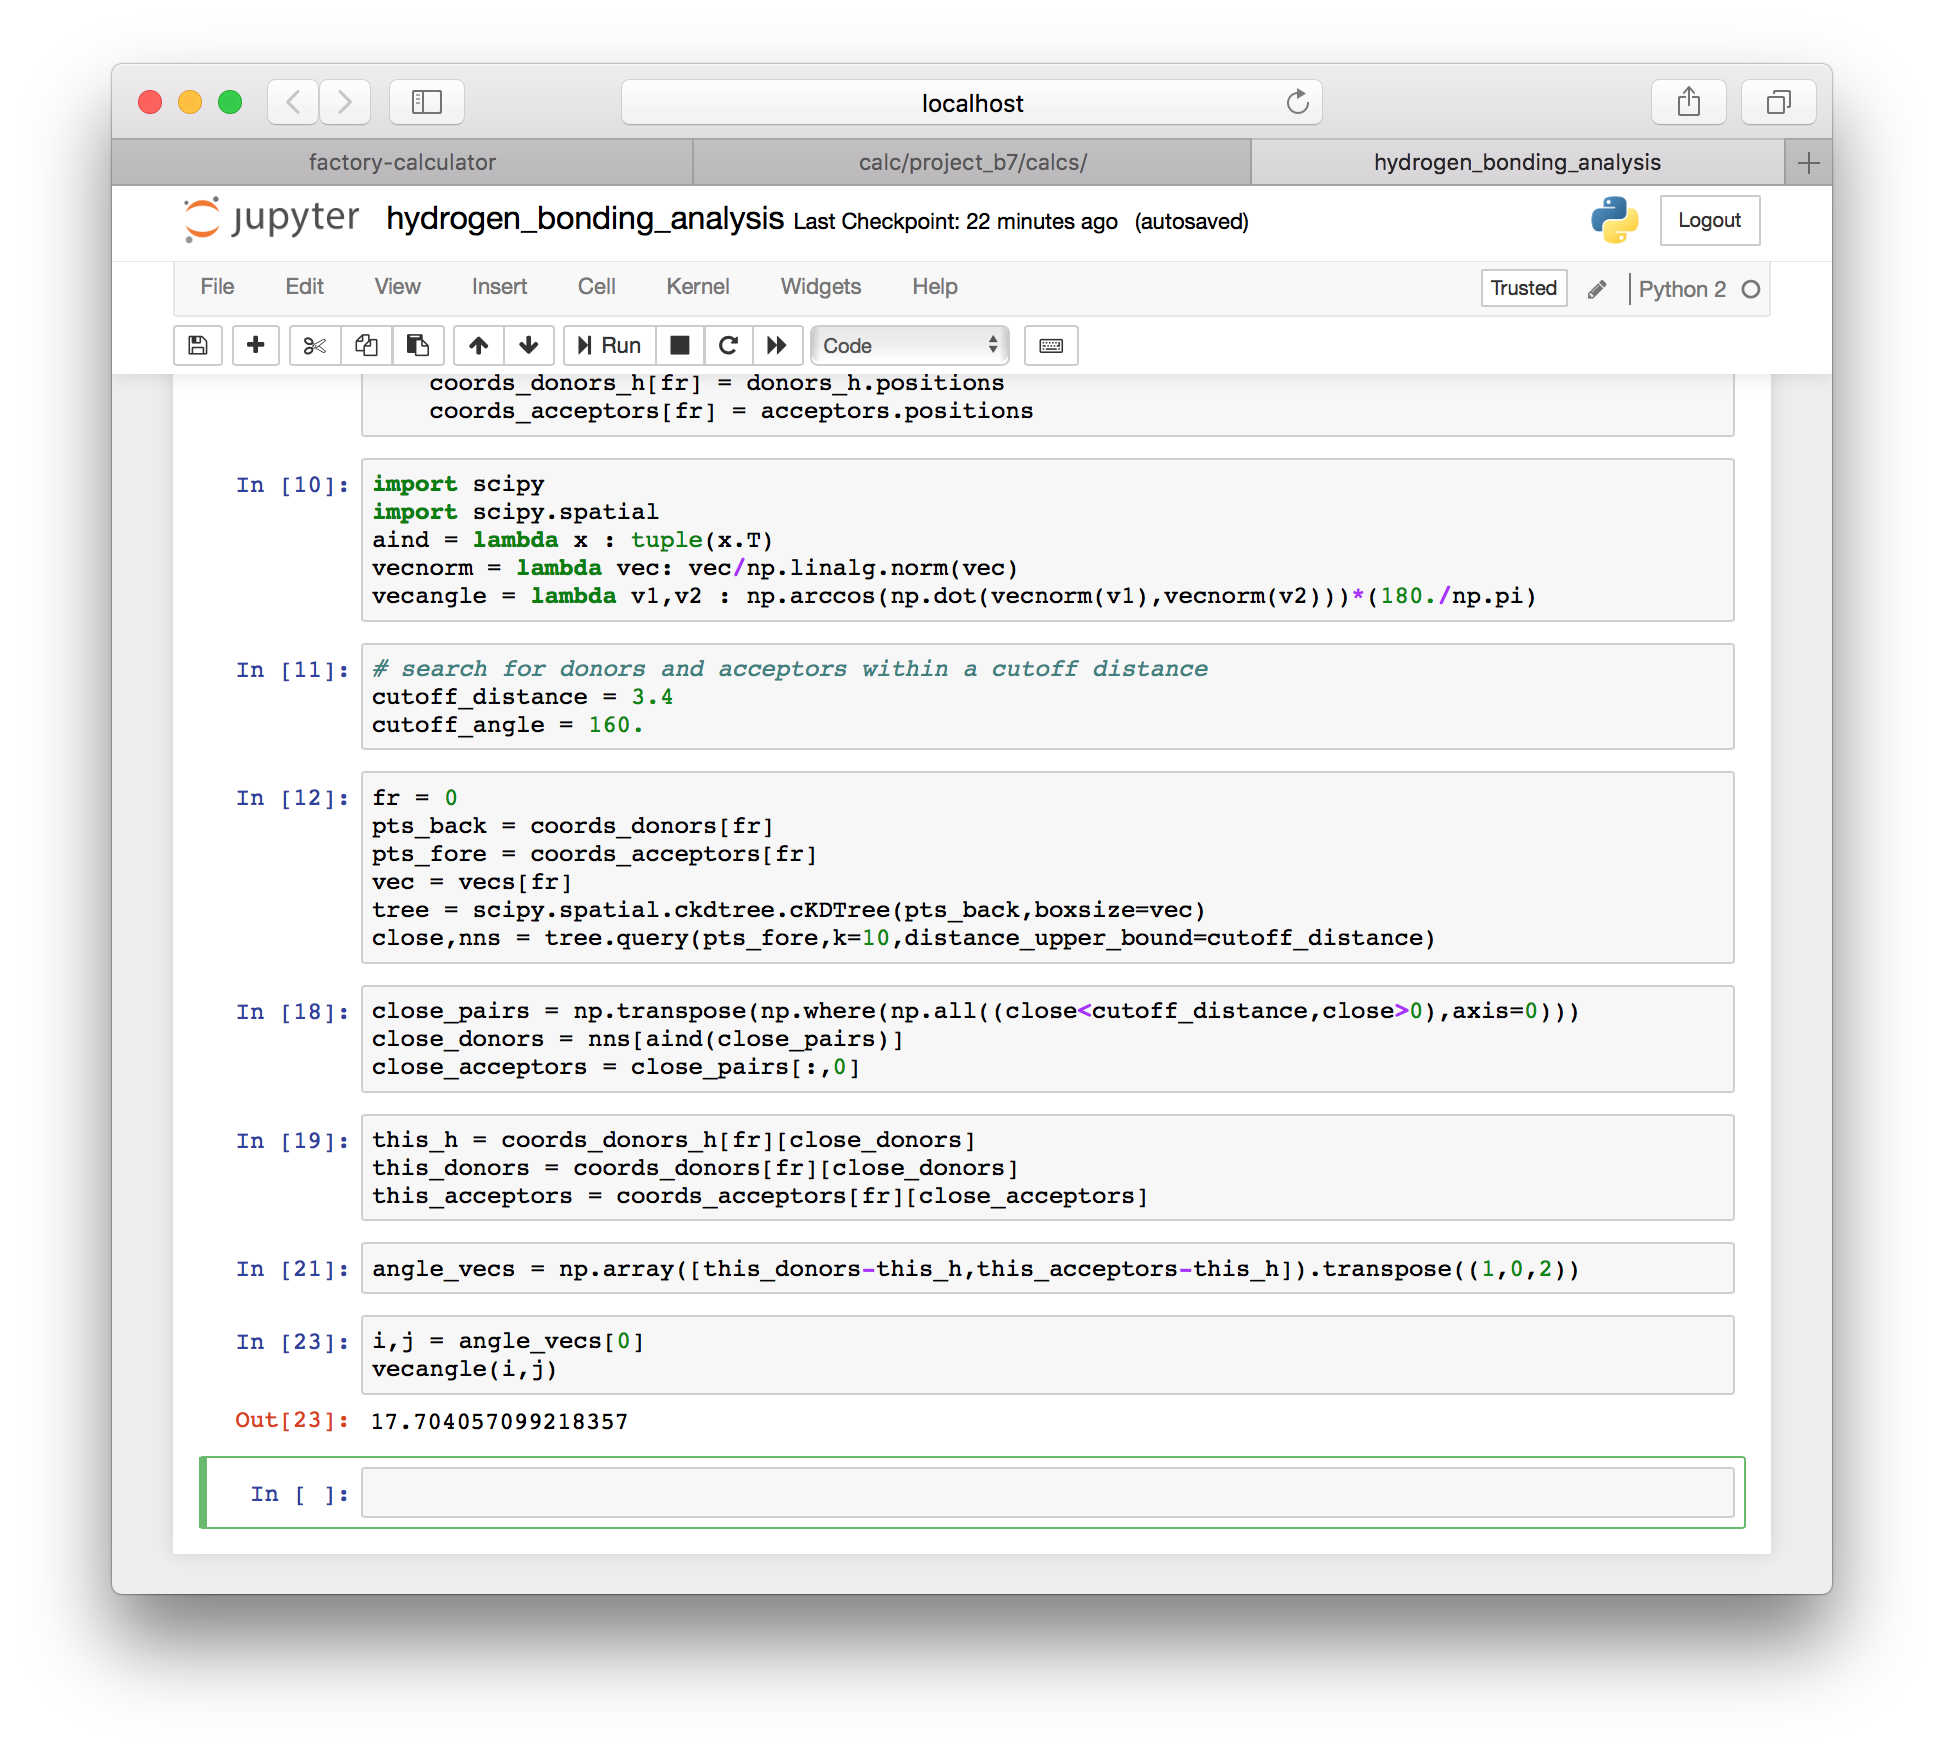 localhost
factory-calculator
calc/project_b7/calcs/
hydrogen_bonding_analysis
jupyter hydrogen_bonding_analysis Last Checkpoint: 22 minutes ago (autosaved)
Logout
File Edit View Insert Cell Kernel Widgets Help
Trusted
Python 2
Run
Code
coords_donors_h[fr] = donors_h.positions
coords_acceptors[fr] = acceptors.positions
In [10]:
import scipy
import scipy.spatial
aind = lambda x : tuple(x.T)
vecnorm = lambda vec: vec/np.linalg.norm(vec)
vecangle = lambda v1,v2 : np.arccos(np.dot(vecnorm(v1),vecnorm(v2)))*(180./np.pi)
In [11]:
# search for donors and acceptors within a cutoff distance
cutoff_distance = 3.4
cutoff_angle = 160.
In [12]:
fr = 0
pts_back = coords_donors[fr]
pts_fore = coords_acceptors[fr]
vec = vecs[fr]
tree = scipy.spatial.ckdtree.cKDTree(pts_back,boxsize=vec)
close,nns = tree.query(pts_fore,k=10,distance_upper_bound=cutoff_distance)
In [18]:
close_pairs = np.transpose(np.where(np.all((close<cutoff_distance,close>0),axis=0)))
close_donors = nns[aind(close_pairs)]
close_acceptors = close_pairs[:,0]
In [19]:
this_h = coords_donors_h[fr][close_donors]
this_donors = coords_donors[fr][close_donors]
this_acceptors = coords_acceptors[fr][close_acceptors]
In [21]:
angle_vecs = np.array([this_donors-this_h,this_acceptors-this_h]).transpose((1,0,2))
In [23]:
i,j = angle_vecs[0]
vecangle(i,j)
Out[23]:
17.704057099218357
In [ ]: